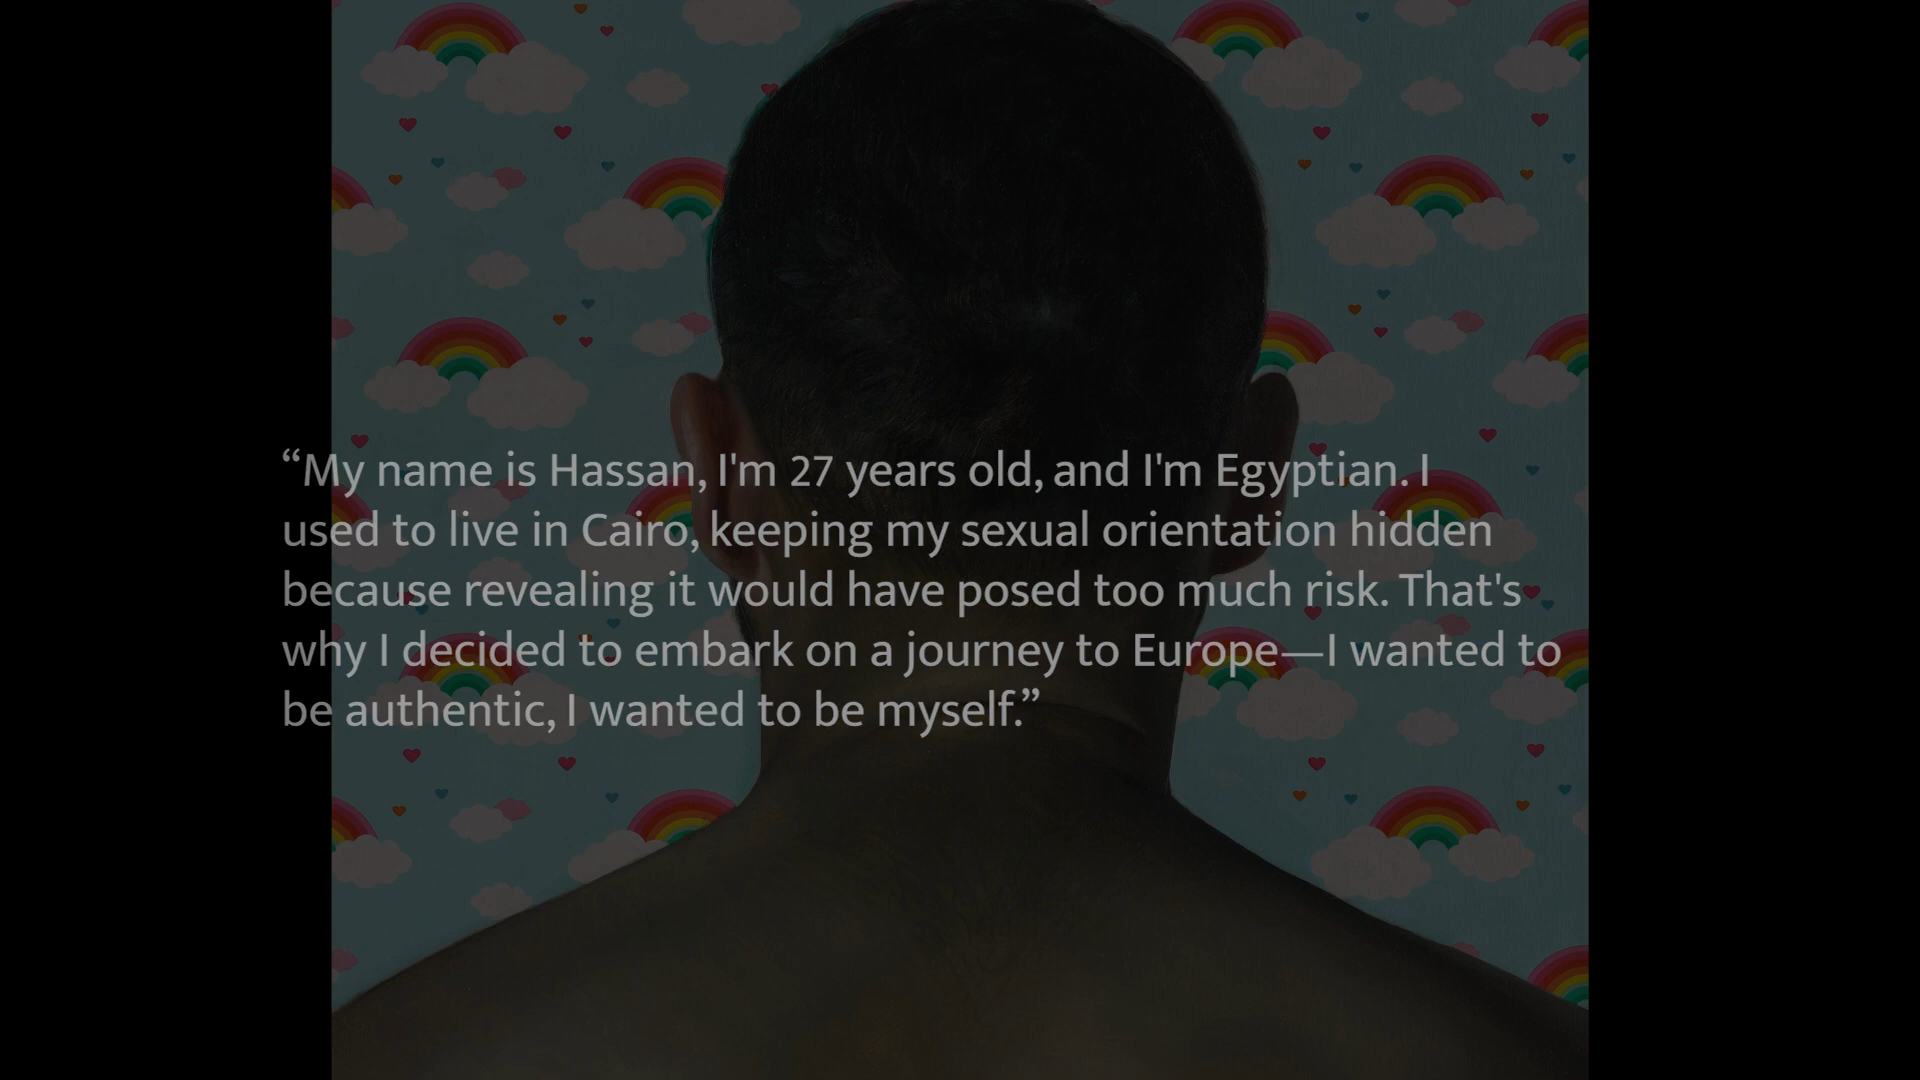 “My name is Hassan, I'm 27 years old, and I'm Egyptian. I
used to live in Cairo, keeping my sexual orientation hidden
because revealing it would have posed too much risk. That's
why I decided to embark on a journey to Europe—I wanted to
be authentic, I wanted to be myself.”